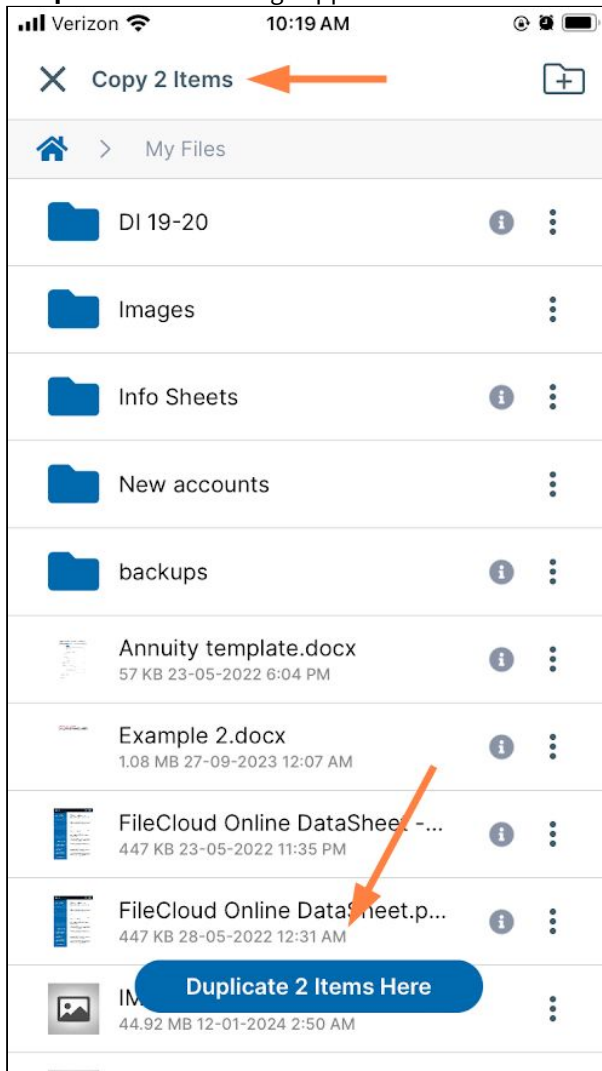 Verizon 10:19 AM
Copy 2 Items
My Files
DI 19-20
Images
Info Sheets
New accounts
backups
Annuity template.docx
57 KB 23-05-2022 6:04 PM
Example 2.docx
1.08 MB 27-09-2023 12:07 AM
FileCloud Online DataSheet -...
447 KB 23-05-2022 11:35 PM
FileCloud Online DataSheet.p...
447 KB 28-05-2022 12:31 AM
Duplicate 2 Items Here
44.92 MB 12-01-2024 2:50 AM